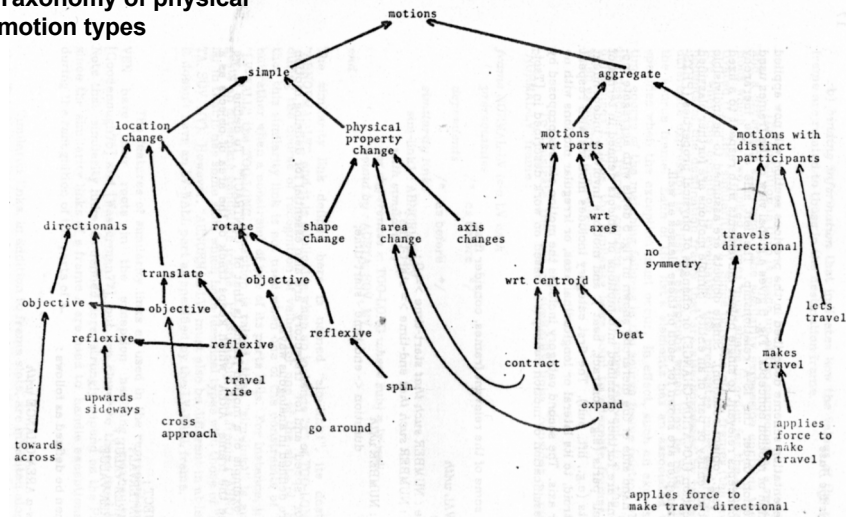 Taxonomy of physical
motion types
motions
simple
aggregate
location
change
physical
property
change
motions
wrt parts
motions with
distinct
participants
directionals
rotate
shape
change
area
change
axis
changes
wrt
axes
travels
directional
no
symmetry
translate
objective
wrt centroid
objective
objective
lets
travel
reflexive
reflexive
reflexive
beat
contract
makes
travel
travel
rise
spin
upwards
sideways
expand
cross
approach
go around
applies
force to
make
travel
towards
across
applies force to
make travel directional